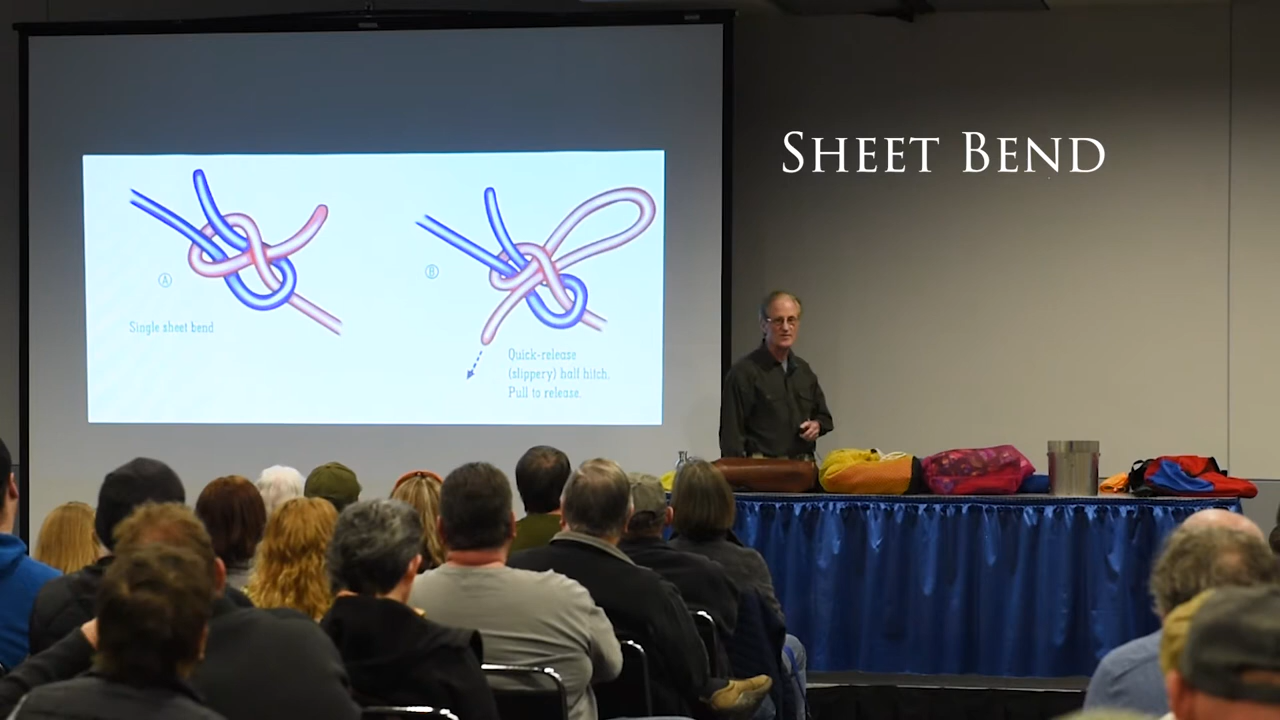 Sheet Bend
A
Single sheet bend
B
Quick-release
(slippery) half hitch.
Pull to release.